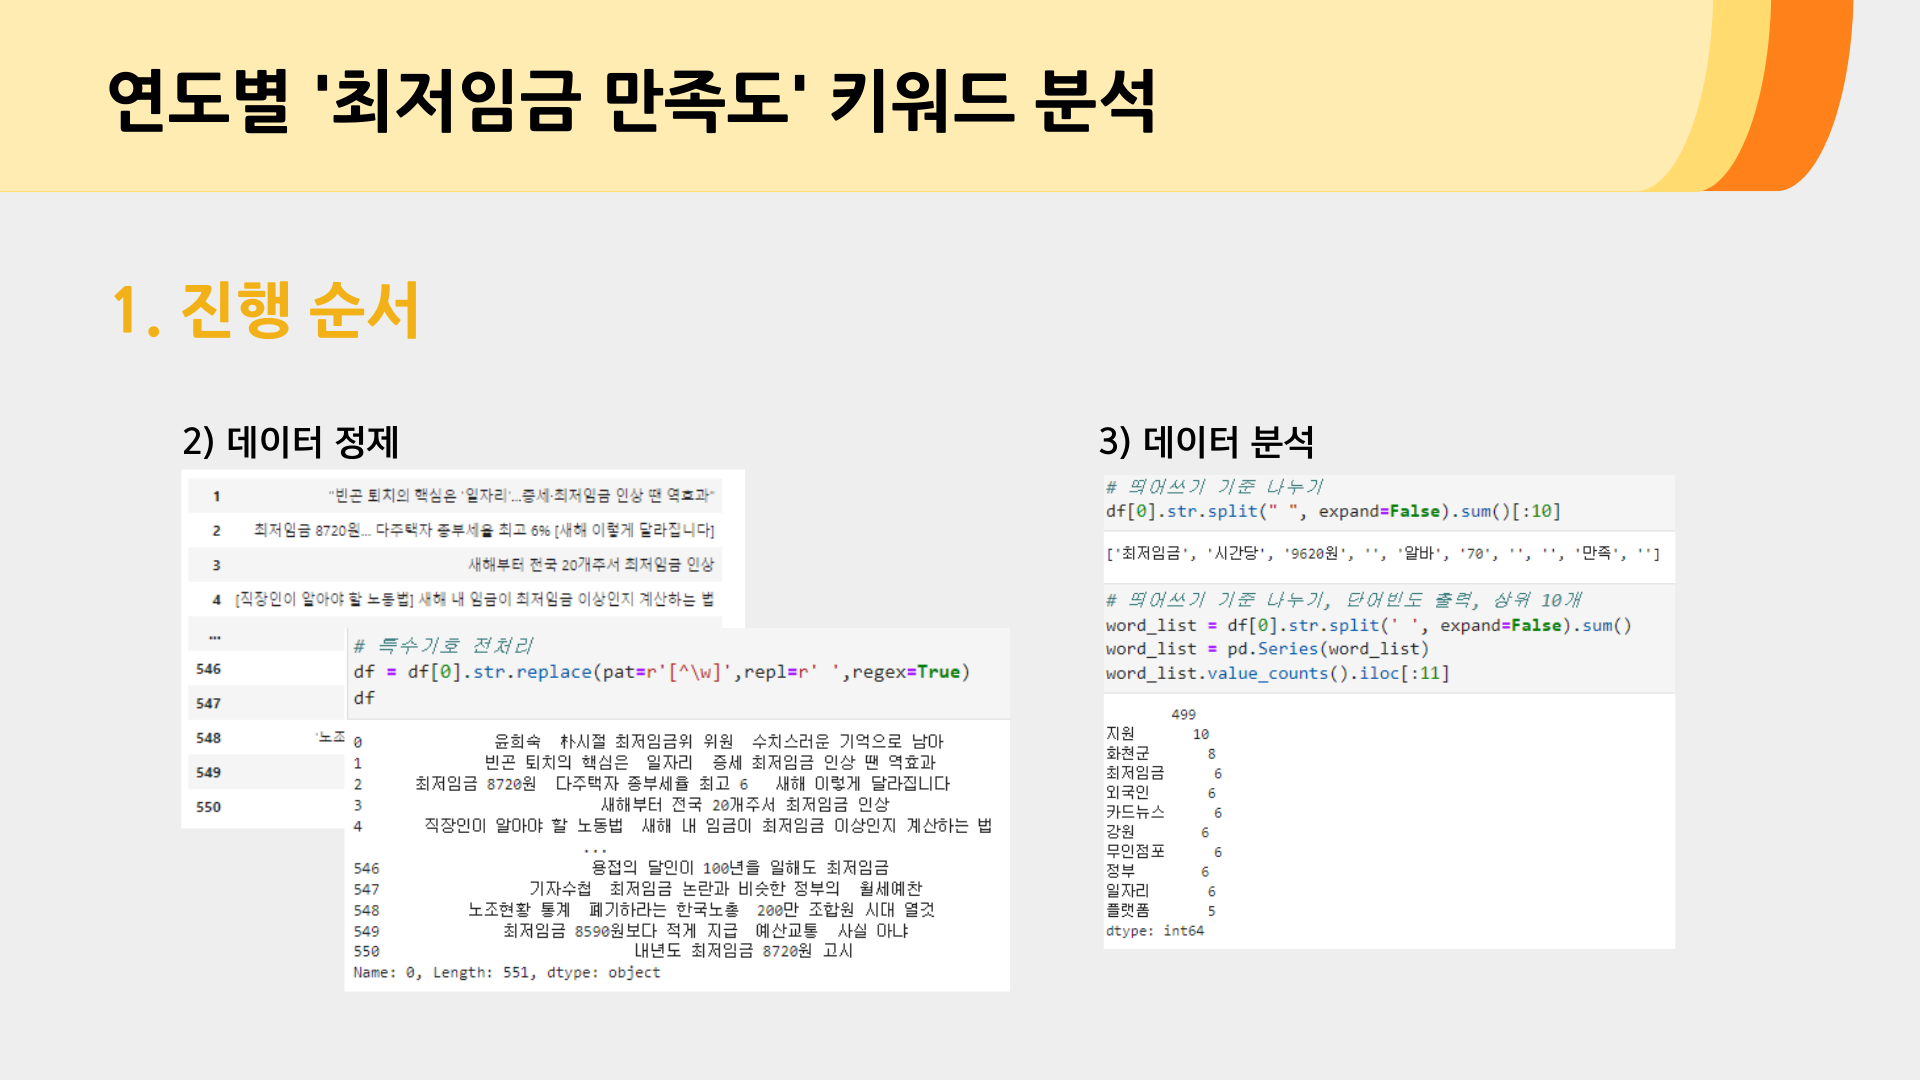 연도별 '최저임금 만족도' 키워드 분석
1. 진행 순서
2) 데이터 정제
1 "빈곤 퇴치의 핵심은 '일자리'...증세·최저임금 인상 땐 역효과"
2 최저임금 8720원... 다주택자 종부세율 최고 6% [새해 이렇게 달라집니다]
3 새해부터 전국 20개주서 최저임금 인상
4 [직장인이 알아야 할 노동법] 새해 내 임금이 최저임금 이상인지 계산하는 법
...
546
547
548 '노조
549
550
# 특수기호 전처리
df = df[0].str.replace(pat=r'[^\w]',repl=r' ',regex=True)
df
0 윤희숙 朴시절 최저임금위 위원 수치스러운 기억으로 남아
1 빈곤 퇴치의 핵심은 일자리 증세 최저임금 인상 땐 역효과
2 최저임금 8720원 다주택자 종부세율 최고 6 새해 이렇게 달라집니다
3 새해부터 전국 20개주서 최저임금 인상
4 직장인이 알아야 할 노동법 새해 내 임금이 최저임금 이상인지 계산하는 법
...
546 용접의 달인이 100년을 일해도 최저임금
547 기자수첩 최저임금 논란과 비슷한 정부의 월세예찬
548 노조현황 통계 폐기하라는 한국노총 200만 조합원 시대 열것
549 최저임금 8590원보다 적게 지급 예산교통 사실 아냐
550 내년도 최저임금 8720원 고시
Name: 0, Length: 551, dtype: object
3) 데이터 분석
# 띄어쓰기 기준 나누기
df[0].str.split(" ", expand=False).sum()[:10]
['최저임금', '시간당', '9620원', '', '알바', '70', '', '', '만족', '']
# 띄어쓰기 기준 나누기, 단어빈도 출력, 상위 10개
word_list = df[0].str.split(' ', expand=False).sum()
word_list = pd.Series(word_list)
word_list.value_counts().iloc[:11]
499
지원 10
화천군 8
최저임금 6
외국인 6
카드뉴스 6
강원 6
무인점포 6
정부 6
일자리 6
플랫폼 5
dtype: int64